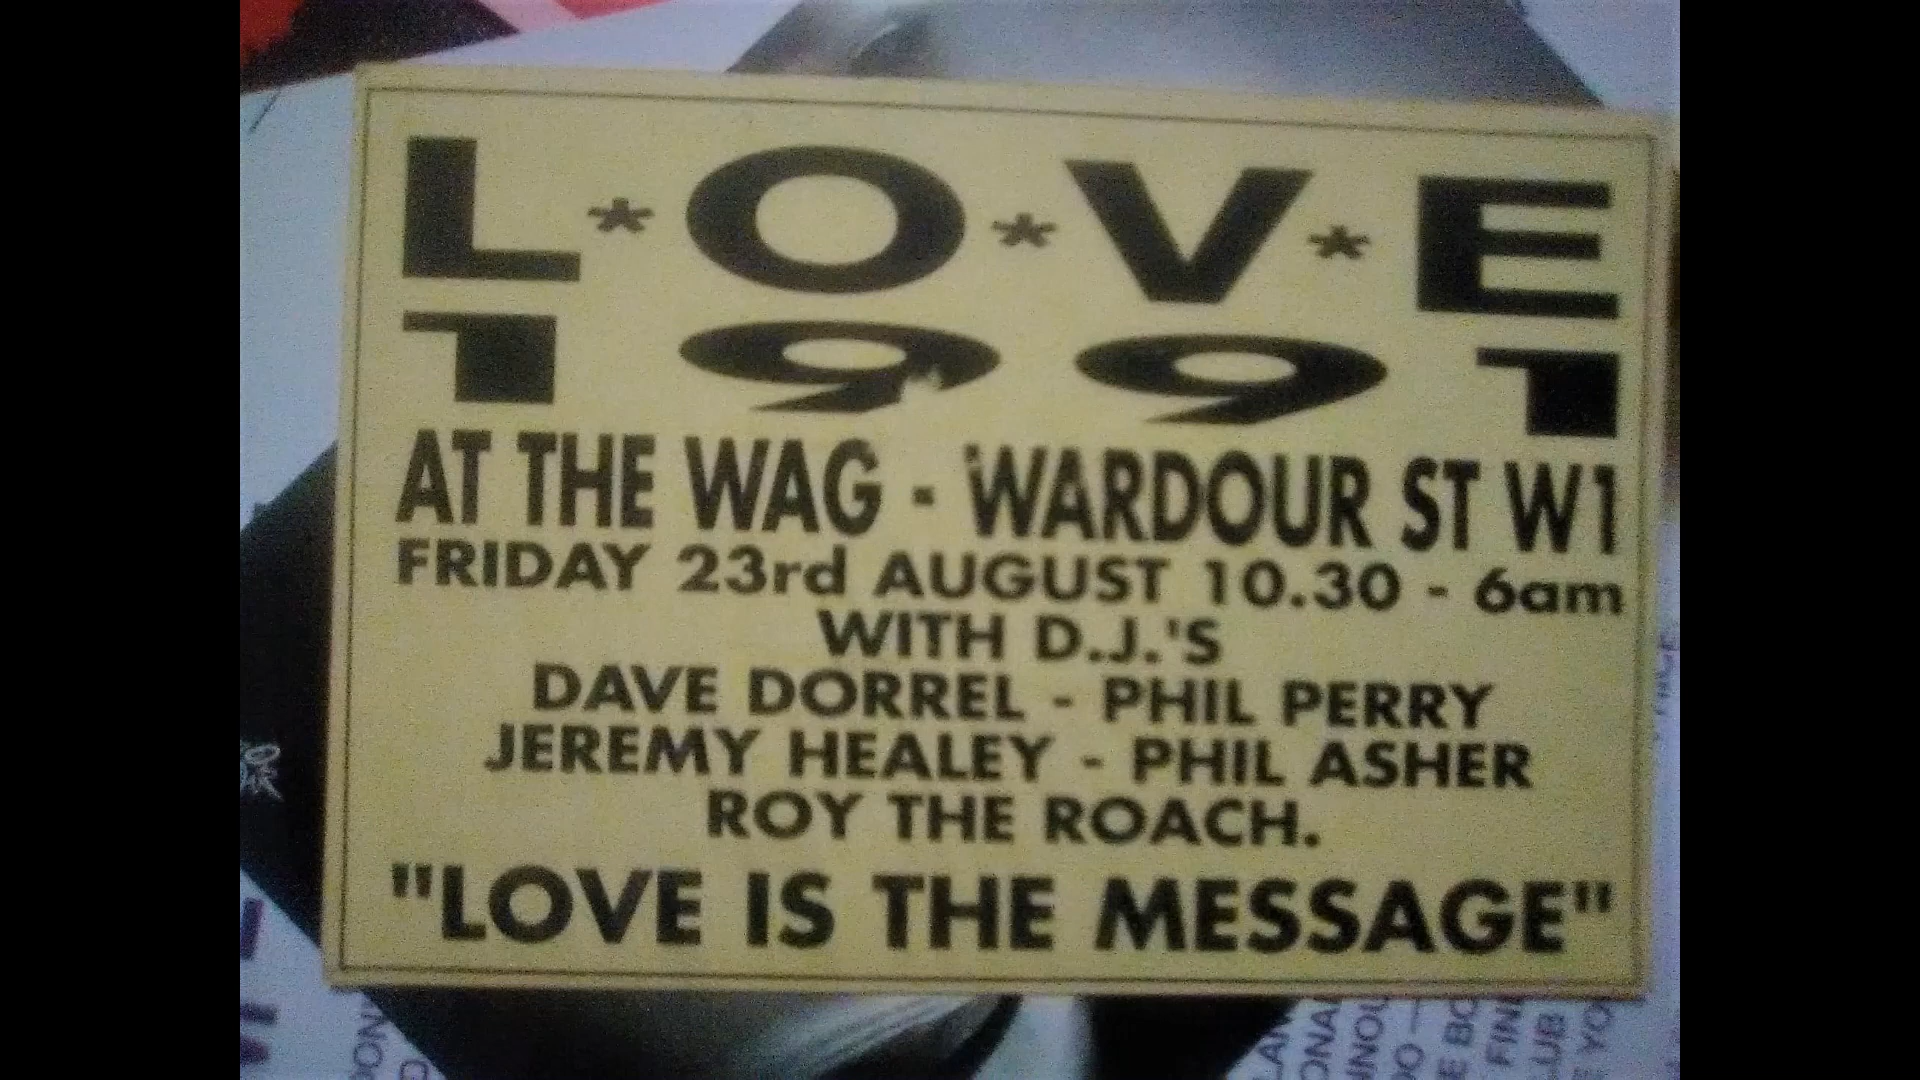 L*O*V*E
1991
AT THE WAG - WARDOUR ST W1
FRIDAY 23rd AUGUST 10.30 - 6am
WITH D.J.'S
DAVE DORREL - PHIL PERRY
JEREMY HEALEY - PHIL ASHER
ROY THE ROACH.
"LOVE IS THE MESSAGE"